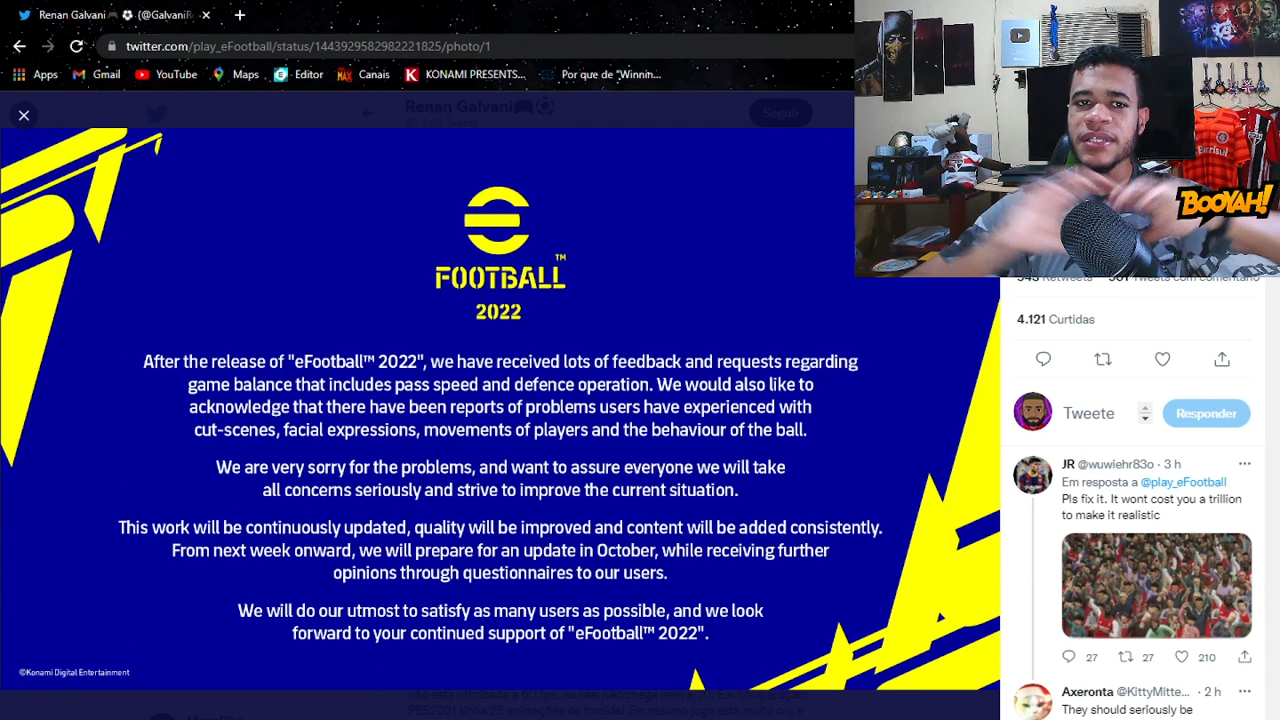 Renan Galvani🎮 ⚽ (@GalvaniR
twitter.com/play_eFootball/status/1443929582982221825/photo/1
Apps Gmail YouTube Maps Editor Canais KONAMI PRESENTS... Por que de "Winnin...
Renan Galvani
Seguir
FOOTBALL™
2022
After the release of "eFootball™ 2022", we have received lots of feedback and requests regarding
game balance that includes pass speed and defence operation. We would also like to
acknowledge that there have been reports of problems users have experienced with
cut-scenes, facial expressions, movements of players and the behaviour of the ball.
We are very sorry for the problems, and want to assure everyone we will take
all concerns seriously and strive to improve the current situation.
This work will be continuously updated, quality will be improved and content will be added consistently.
From next week onward, we will prepare for an update in October, while receiving further
opinions through questionnaires to our users.
We will do our utmost to satisfy as many users as possible, and we look
forward to your continued support of "eFootball™ 2022".
©Konami Digital Entertainment
BOOYAH!
Retweets Tweets com comentário
4.121 Curtidas
Tweete
Responder
JR @wuwiehr83o · 3 h
Em resposta a @play_eFootball
Pls fix it. It wont cost you a trillion
to make it realistic
27 27 210
Axeronta @KittyMitte... · 2 h
They should seriously be